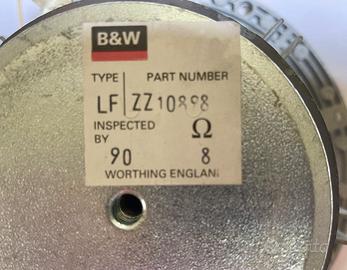 B&W
TYPE PART NUMBER
LF ZZ10898
INSPECTED Ω
BY 90 8
WORTHING ENGLAN